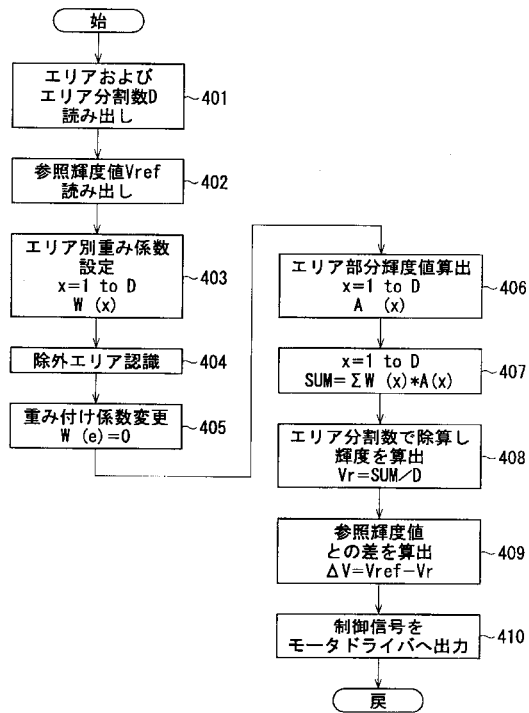 始
エリアおよび
エリア分割数D
読み出し
401
参照輝度値Vref
読み出し
402
エリア別重み係数
設定
x=1 to D
W (x)
403
除外エリア認識
404
重み付け係数変更
W (e)=0
405
エリア部分輝度値算出
x=1 to D
A (x)
406
x=1 to D
SUM=ΣW (x)*A(x)
407
エリア分割数で除算し
輝度を算出
Vr=SUM/D
408
参照輝度値
との差を算出
ΔV=Vref-Vr
409
制御信号を
モータドライバへ出力
410
戻